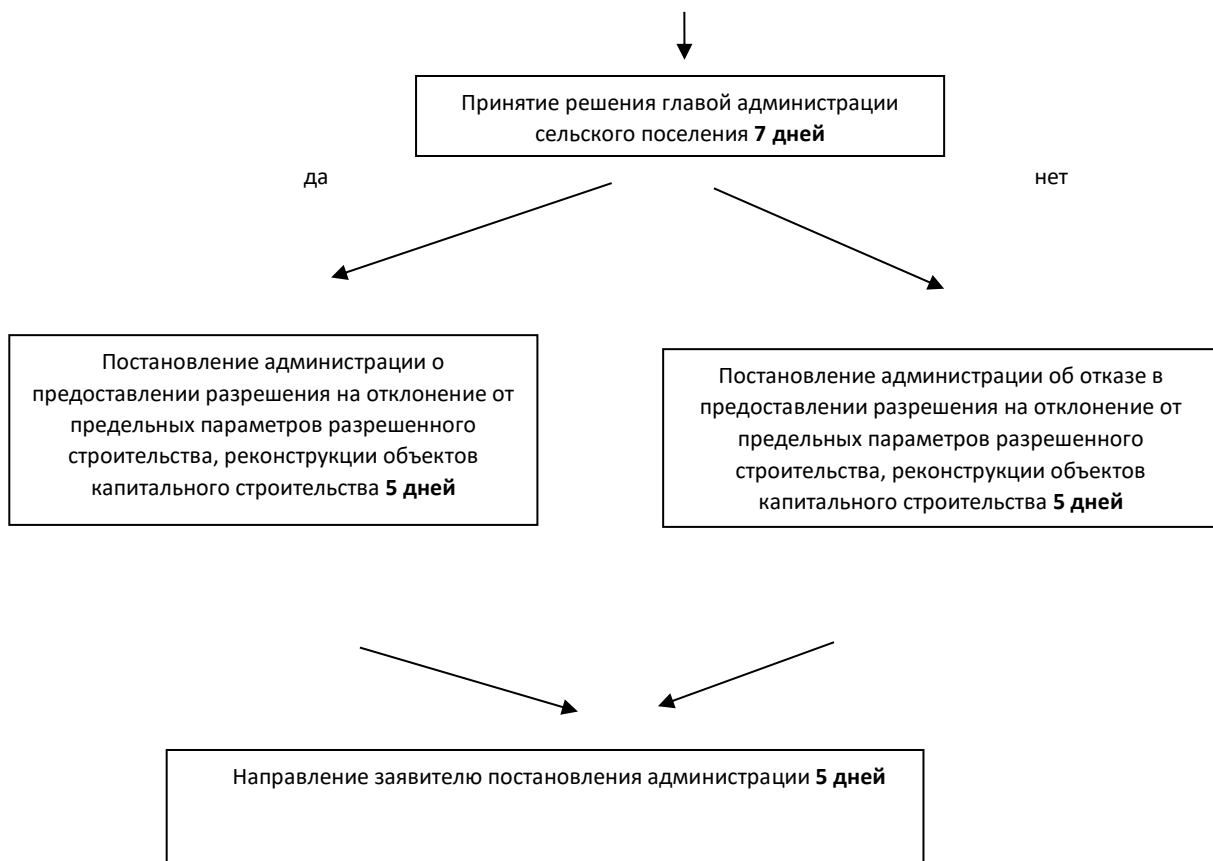 Принятие решения главой администрации
сельского поселения 7 дней
да
нет
Постановление администрации о
предоставлении разрешения на отклонение от
предельных параметров разрешенного
строительства, реконструкции объектов
капитального строительства 5 дней
Постановление администрации об отказе в
предоставлении разрешения на отклонение от
предельных параметров разрешенного
строительства, реконструкции объектов
капитального строительства 5 дней
Направление заявителю постановления администрации 5 дней